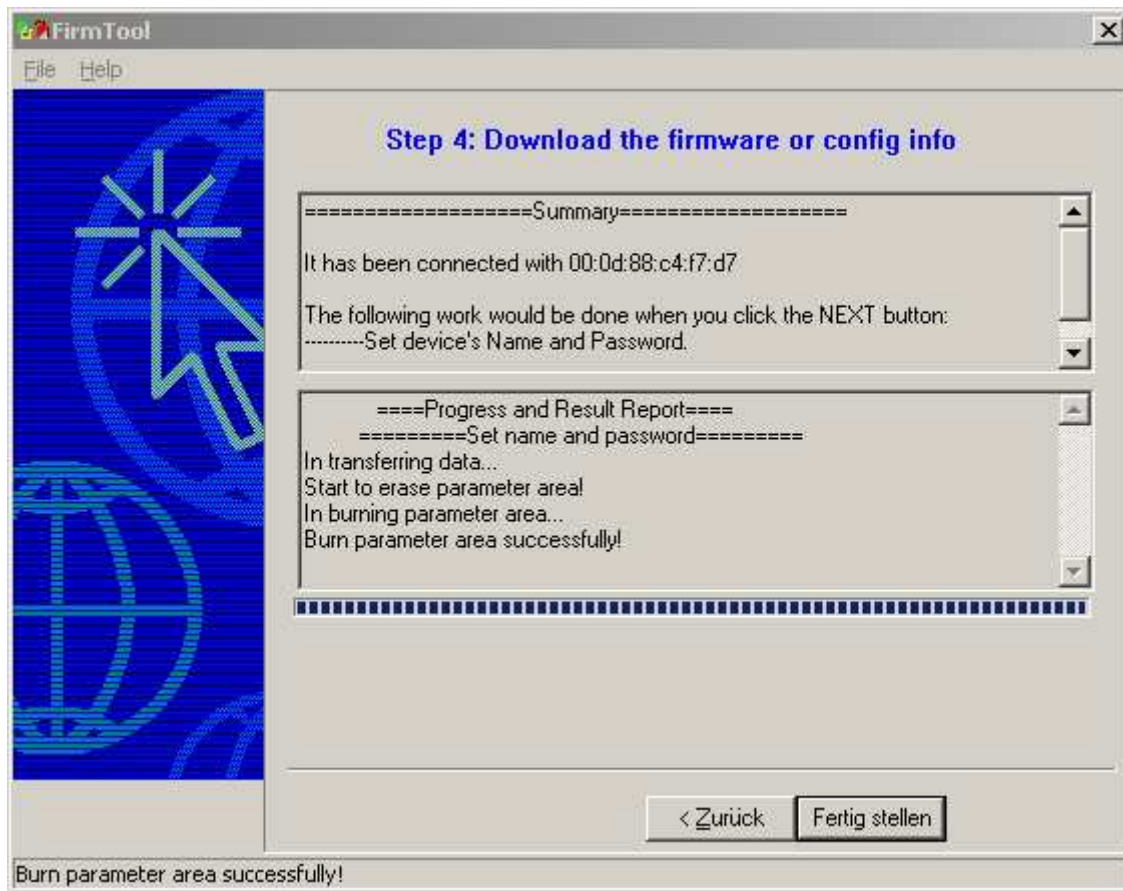 FirmTool
File Help
Step 4: Download the firmware or config info
===================Summary===================
It has been connected with 00:0d:88:c4:f7:d7
The following work would be done when you click the NEXT button:
---------Set device's Name and Password.
====Progress and Result Report====
=========Set name and password=========
In transferring data...
Start to erase parameter area!
In burning parameter area...
Burn parameter area successfully!
< Zurück Fertig stellen
Burn parameter area successfully!